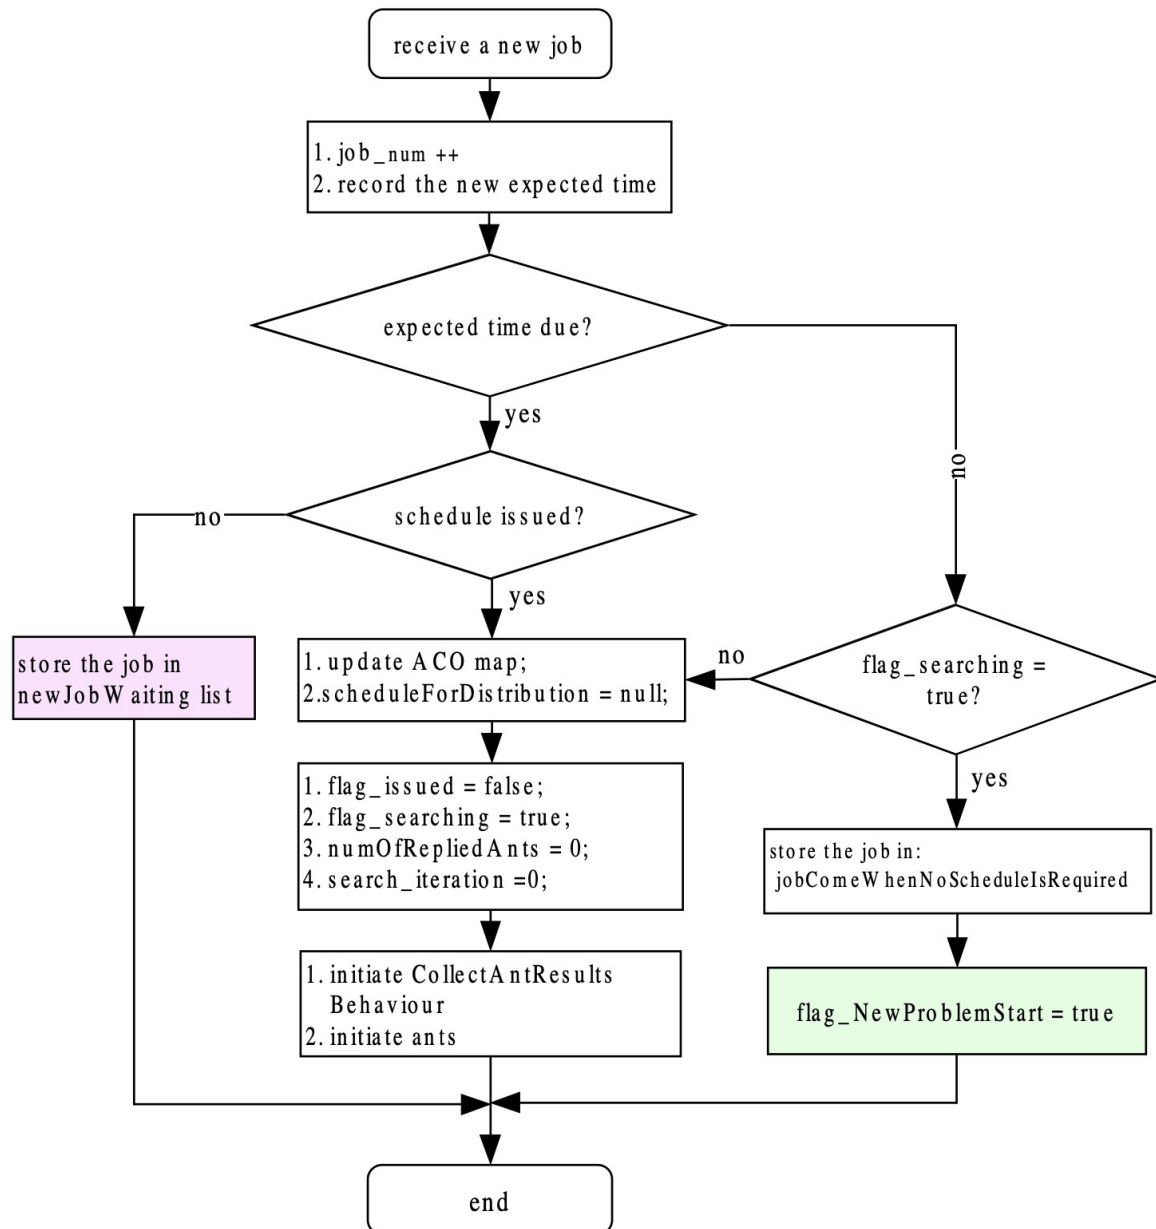 receive a new job
1. job_num ++
2. record the new expected time
expected time due?
yes
no
schedule issued?
no
yes
store the job in
newJobWaiting list
1. update ACO map;
2.scheduleForDistribution = null;
no
flag_searching =
true?
yes
1. flag_issued = false;
2. flag_searching = true;
3. numOfRepliedAnts = 0;
4. search_iteration =0;
store the job in:
jobComeWhenNoScheduleIsRequired
1. initiate CollectAntResults
Behaviour
2. initiate ants
flag_NewProblemStart = true
end